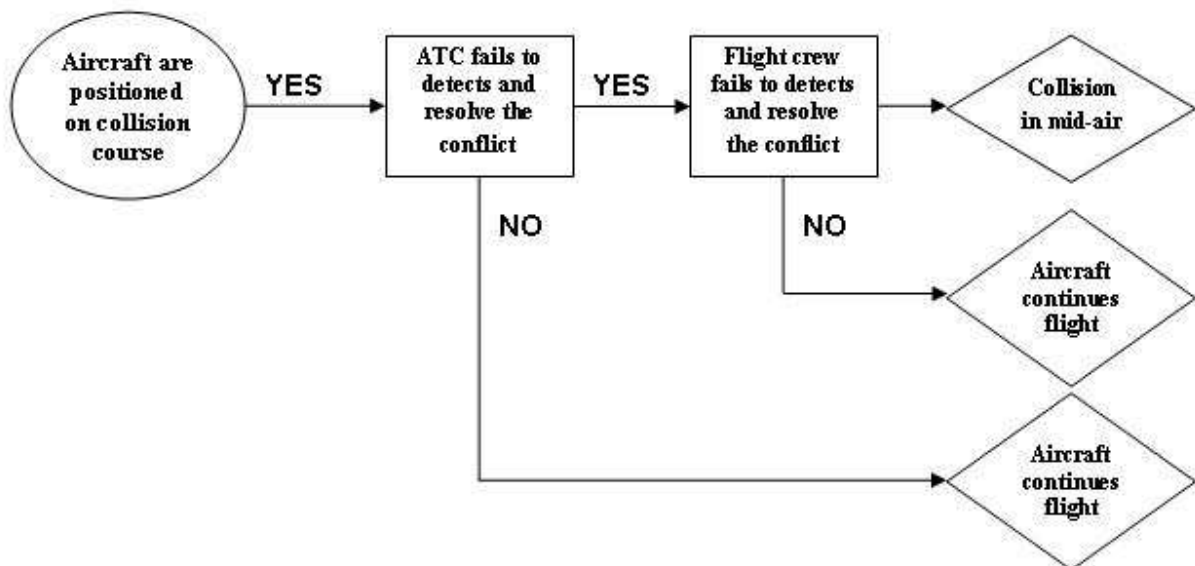 Aircraft are
positioned
on collision
course
YES
ATC fails to
detects and
resolve the
conflict
YES
Flight crew
fails to detects
and resolve
the conflict
Collision
in mid-air
NO
NO
Aircraft
continues
flight
Aircraft
continues
flight